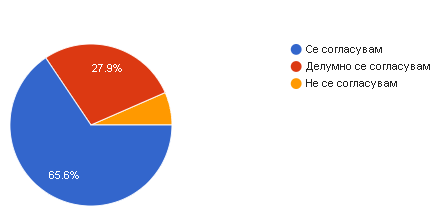 27.9%
65.6%
Се согласувам
Делумно се согласувам
Не се согласувам